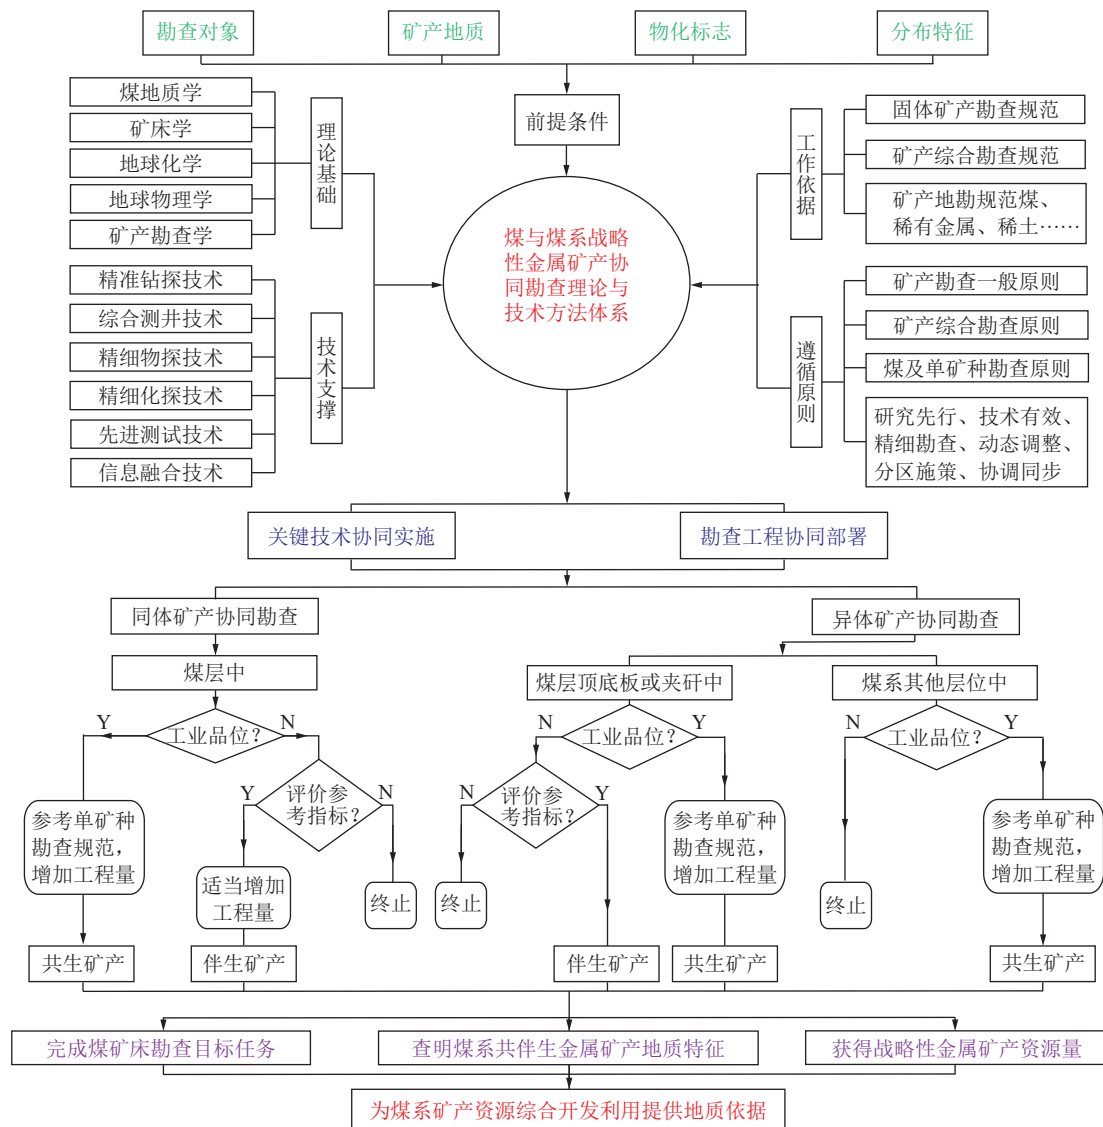 勘查对象
矿产地质
物化标志
分布特征
前提条件
煤地质学
矿床学
地球化学
地球物理学
矿产勘查学
理论基础
精准钻探技术
综合测井技术
精细物探技术
精细化探技术
先进测试技术
信息融合技术
技术支撑
煤与煤系战略
性金属矿产协
同勘查理论与
技术方法体系
工作依据
固体矿产勘查规范
矿产综合勘查规范
矿产地勘规范煤、
稀有金属、稀土……
遵循原则
矿产勘查一般原则
矿产综合勘查原则
煤及单矿种勘查原则
研究先行、技术有效、
精细勘查、动态调整、
分区施策、协调同步
关键技术协同实施
勘查工程协同部署
同体矿产协同勘查
异体矿产协同勘查
煤层中
煤层顶底板或夹矸中
煤系其他层位中
Y
工业品位?
N
N
工业品位?
Y
N
工业品位?
Y
Y
评价参
考指标?
N
N
评价参
考指标?
Y
参考单矿种
勘查规范,
增加工程量
适当增加
工程量
终止
终止
参考单矿种
勘查规范,
增加工程量
终止
参考单矿种
勘查规范,
增加工程量
共生矿产
伴生矿产
伴生矿产
共生矿产
共生矿产
完成煤矿床勘查目标任务
查明煤系共伴生金属矿产地质特征
获得战略性金属矿产资源量
为煤系矿产资源综合开发利用提供地质依据